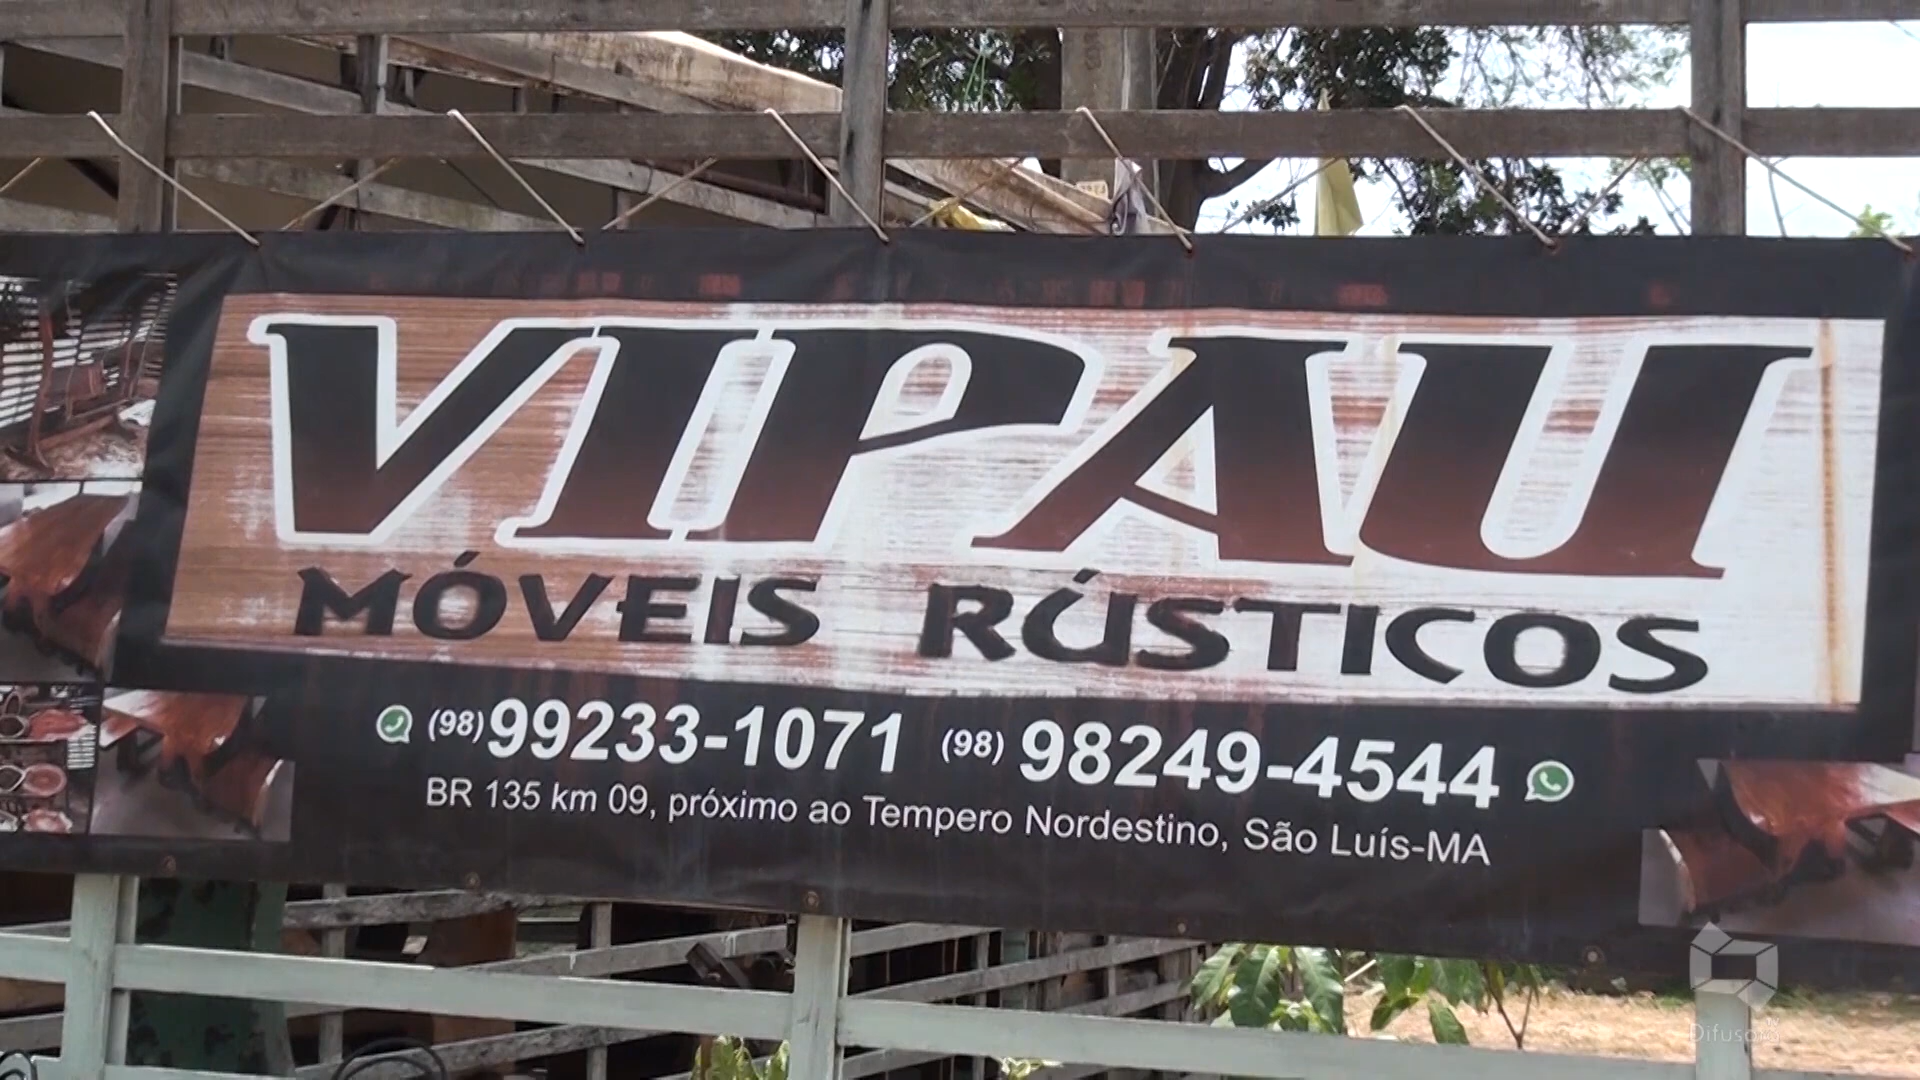 VIPAU
MÓVEIS RÚSTICOS
(98) 99233-1071 (98) 98249-4544
BR 135 km 09, próximo ao Tempero Nordestino, São Luís-MA
Difusora